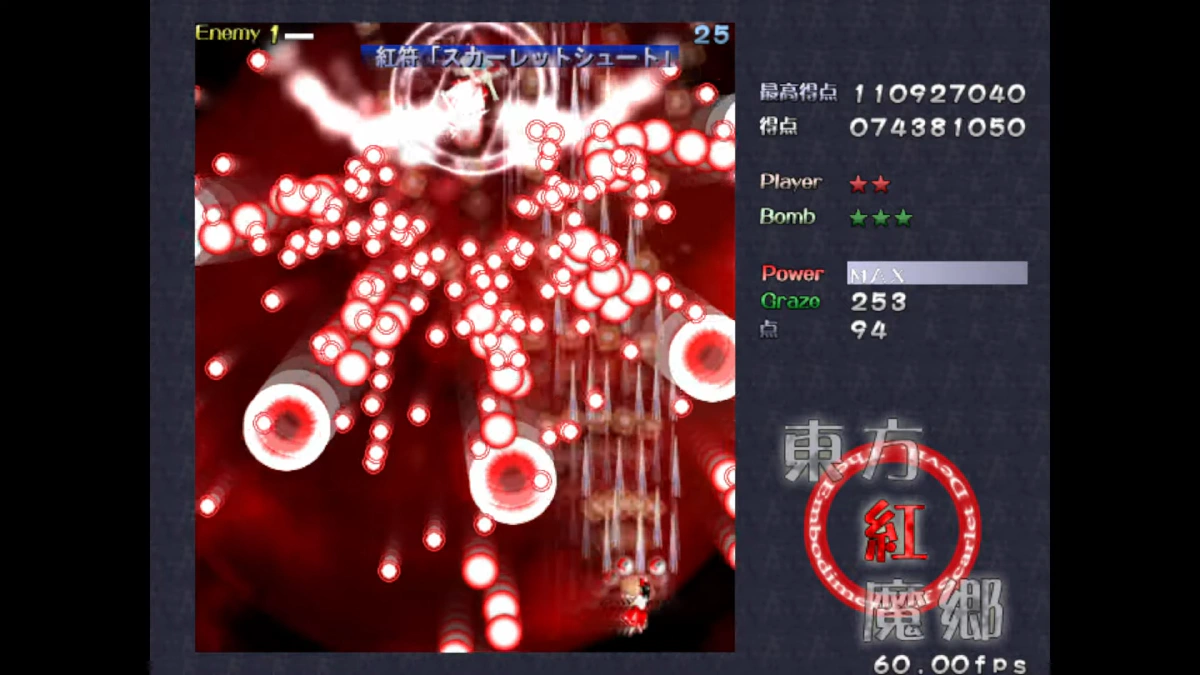 Enemy 1 25
紅符「スカーレットシュート」
最高得点 110927040
得点 074381050
Player ★★
Bomb ★★★
Power MAX
Graze 253
点 94
東方
紅
魔郷
60.00fps